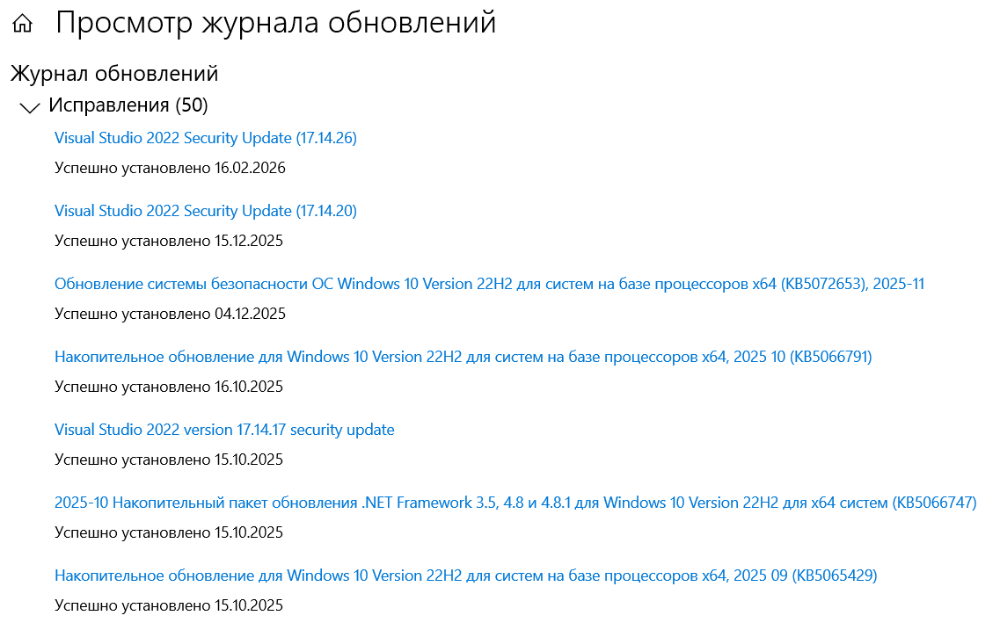 Просмотр журнала обновлений
Журнал обновлений
Исправления (50)
Visual Studio 2022 Security Update (17.14.26)
Успешно установлено 16.02.2026
Visual Studio 2022 Security Update (17.14.20)
Успешно установлено 15.12.2025
Обновление системы безопасности ОС Windows 10 Version 22H2 для систем на базе процессоров x64 (KB5072653), 2025-11
Успешно установлено 04.12.2025
Накопительное обновление для Windows 10 Version 22H2 для систем на базе процессоров x64, 2025 10 (KB5066791)
Успешно установлено 16.10.2025
Visual Studio 2022 version 17.14.17 security update
Успешно установлено 15.10.2025
2025-10 Накопительный пакет обновления .NET Framework 3.5, 4.8 и 4.8.1 для Windows 10 Version 22H2 для x64 систем (KB5066747)
Успешно установлено 15.10.2025
Накопительное обновление для Windows 10 Version 22H2 для систем на базе процессоров x64, 2025 09 (KB5065429)
Успешно установлено 15.10.2025